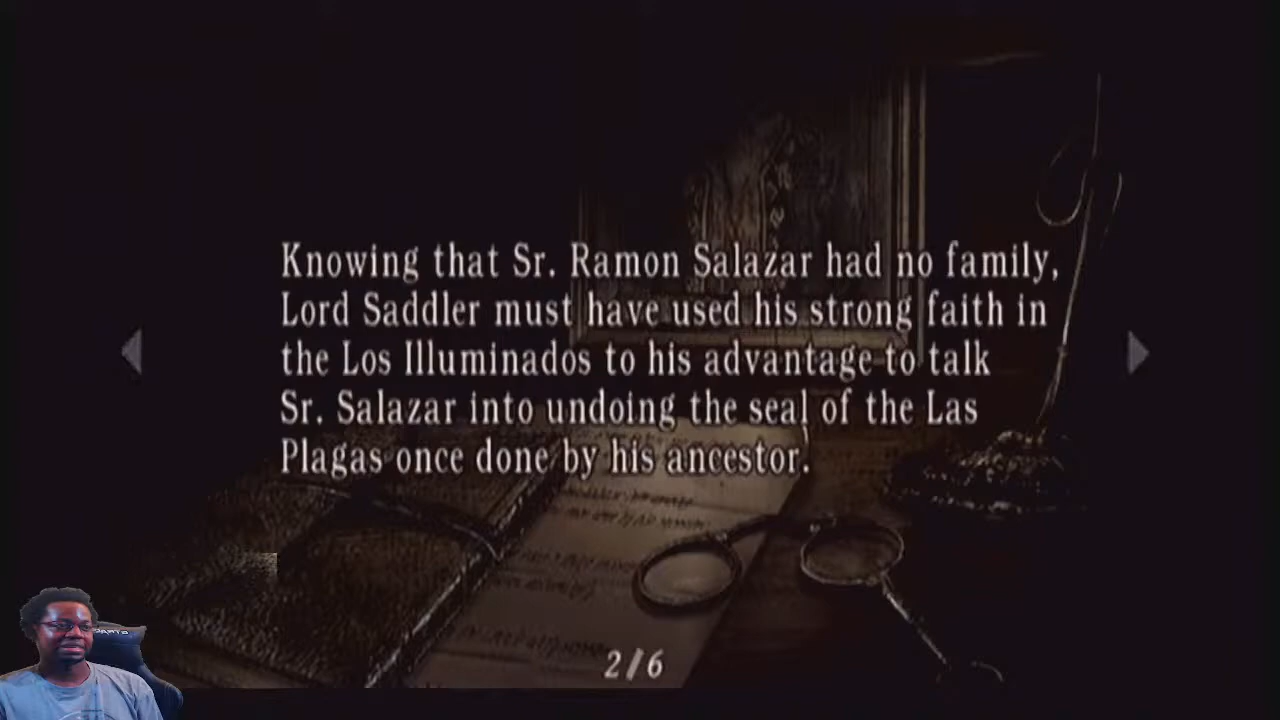 Knowing that Sr. Ramon Salazar had no family,
Lord Saddler must have used his strong faith in
the Los Illuminados to his advantage to talk
Sr. Salazar into undoing the seal of the Las
Plagas once done by his ancestor.
2/6